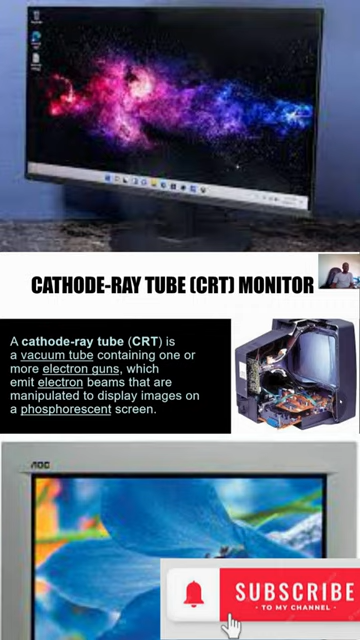 CATHODE-RAY TUBE (CRT) MONITOR
A cathode-ray tube (CRT) is
a vacuum tube containing one or
more electron guns, which
emit electron beams that are
manipulated to display images on
a phosphorescent screen.
AOC
SUBSCRIBE
- TO MY CHANNEL -